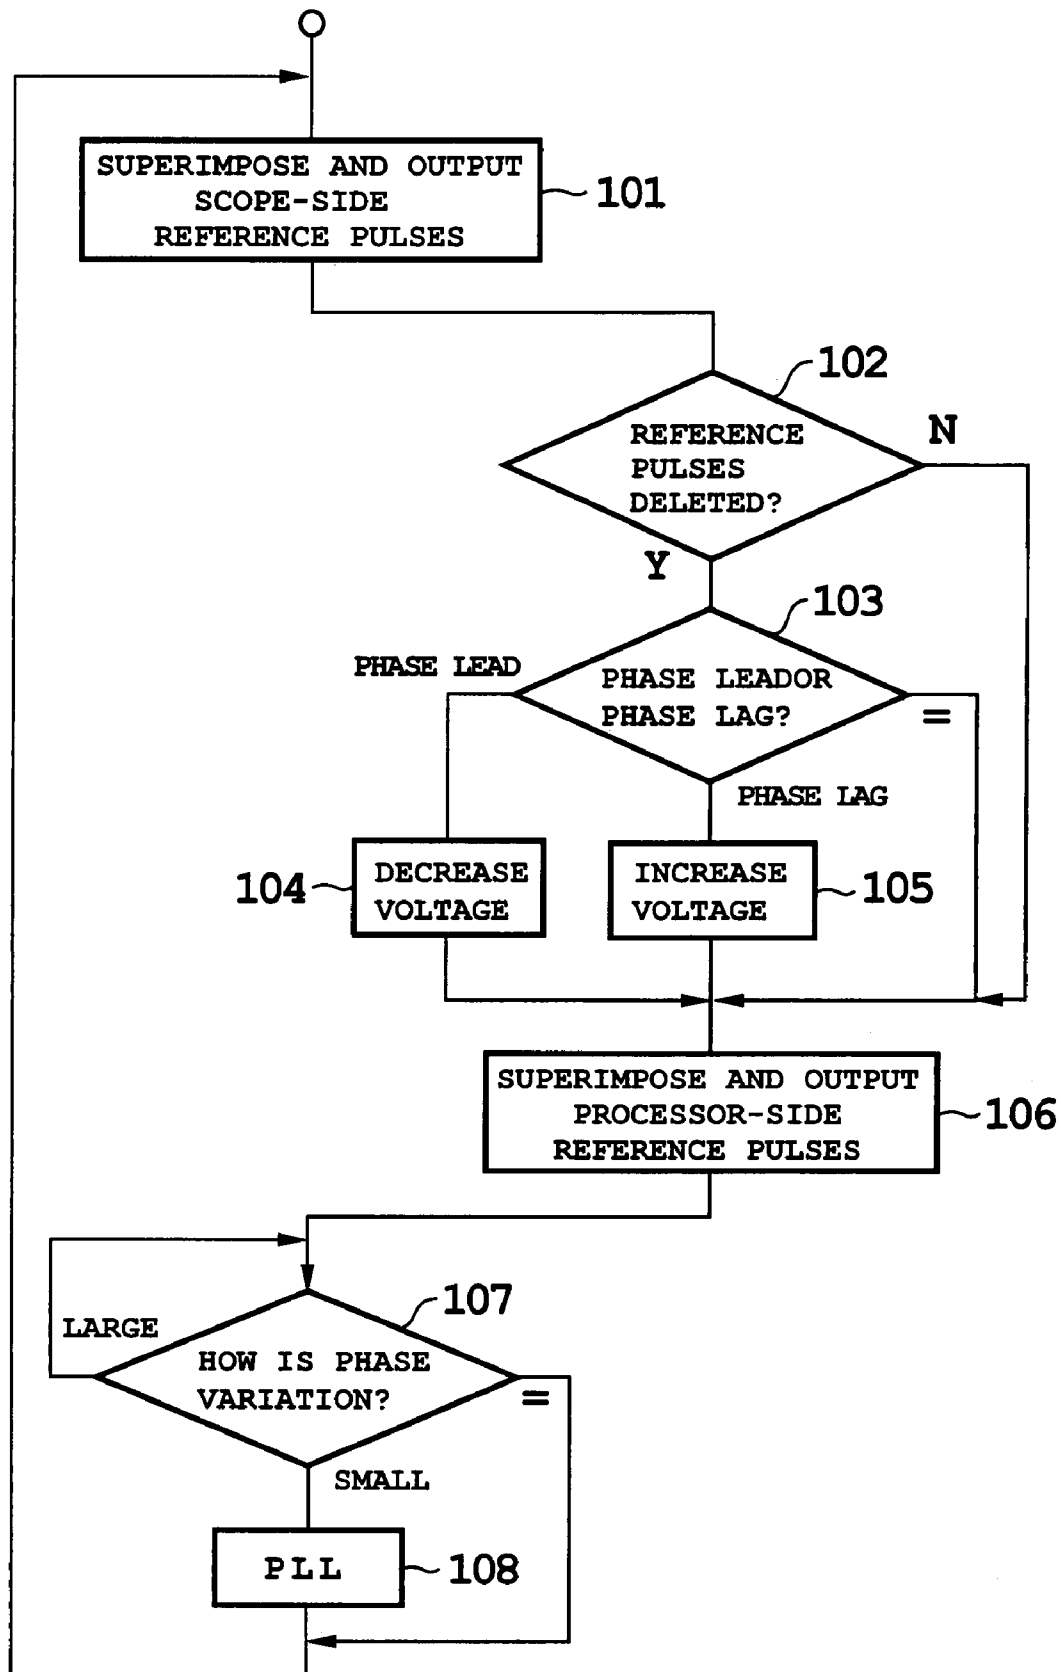 SUPERIMPOSE AND OUTPUT
SCOPE-SIDE
REFERENCE PULSES
101
102
REFERENCE
PULSES
DELETED?
N
Y
103
PHASE LEAD
PHASE LEADOR
PHASE LAG?
=
PHASE LAG
104
DECREASE
VOLTAGE
INCREASE
VOLTAGE
105
SUPERIMPOSE AND OUTPUT
PROCESSOR-SIDE
REFERENCE PULSES
106
107
LARGE
HOW IS PHASE
VARIATION?
=
SMALL
PLL
108